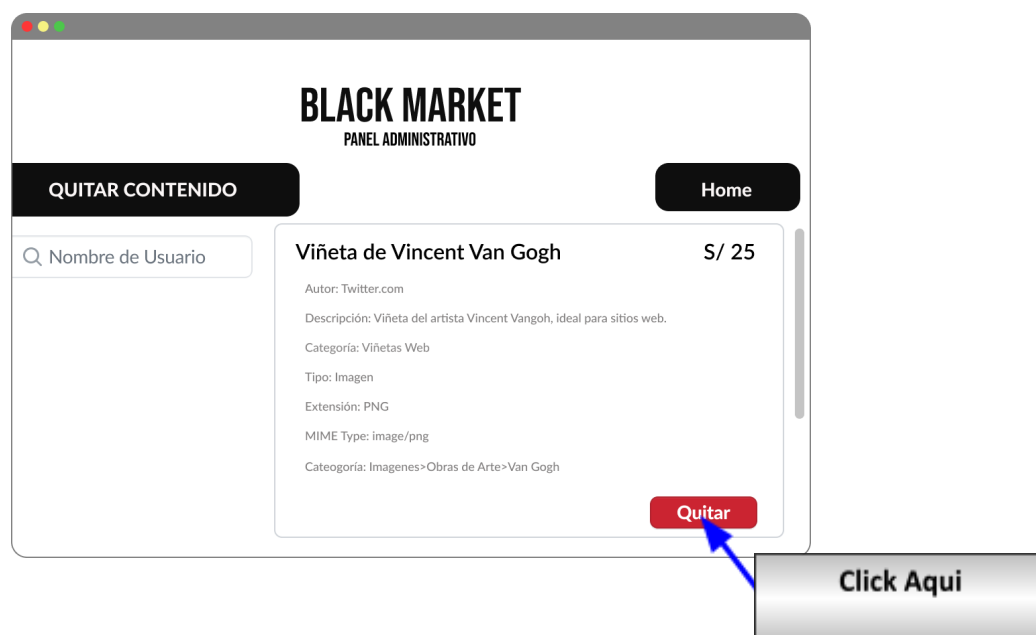 BLACK MARKET
PANEL ADMINISTRATIVO
QUITAR CONTENIDO
Home
Nombre de Usuario
Viñeta de Vincent Van Gogh
S/ 25
Autor: Twitter.com
Descripción: Viñeta del artista Vincent Vangoh, ideal para sitios web.
Categoría: Viñetas Web
Tipo: Imagen
Extensión: PNG
MIME Type: image/png
Cateogoría: Imagenes>Obras de Arte>Van Gogh
Quitar
Click Aqui